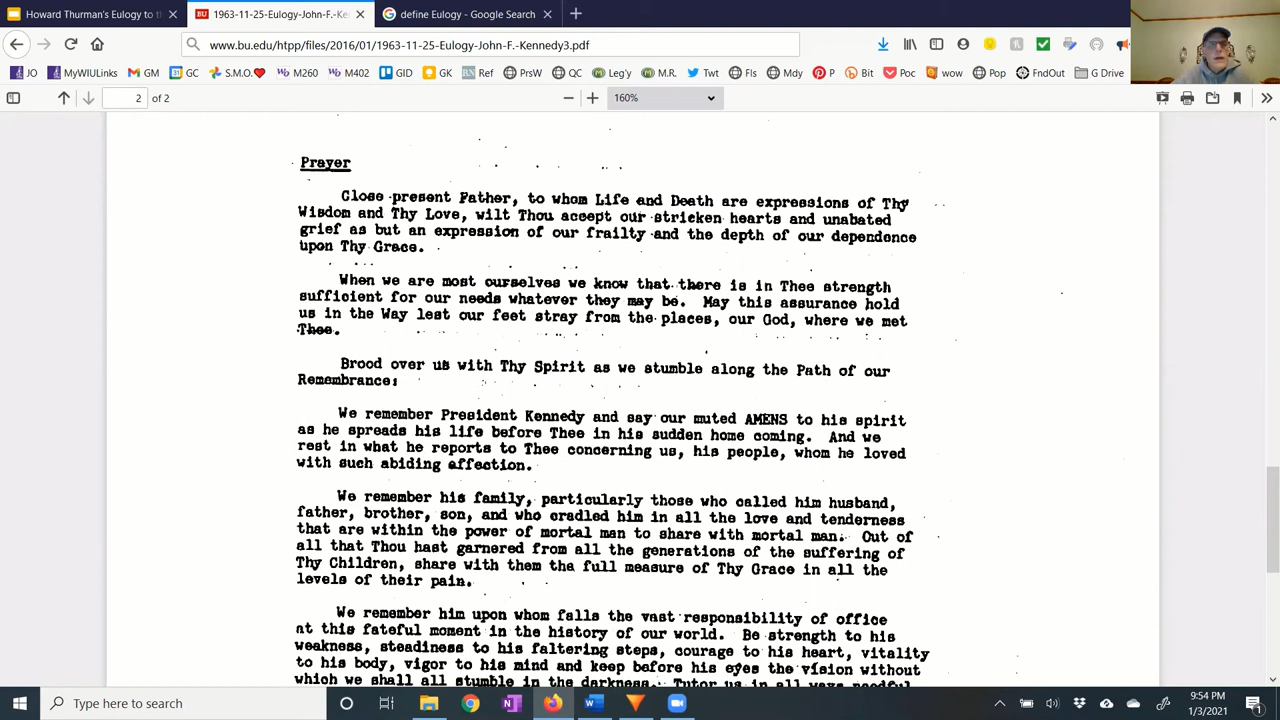 Howard Thurman's Eulogy to th
1963-11-25-Eulogy-John-F.-Ke
define Eulogy - Google Search
www.bu.edu/htpp/files/2016/01/1963-11-25-Eulogy-John-F.-Kennedy3.pdf
JO MyWIULinks GM GC S.M.O. M260 M402 GID GK Ref PrsW QC Leg'y M.R. Twt Fls Mdy P Bit Poc wow Pop FndOut G Drive
2 of 2 160%
Prayer
Close present Father, to whom Life and Death are expressions of Thy
Wisdom and Thy Love, wilt Thou accept our stricken hearts and unabated
grief as but an expression of our frailty and the depth of our dependence
upon Thy Grace.
When we are most ourselves we know that there is in Thee strength
sufficient for our needs whatever they may be. May this assurance hold
us in the Way lest our feet stray from the places, our God, where we met
Thee.
Brood over us with Thy Spirit as we stumble along the Path of our
Remembrance:
We remember President Kennedy and say our muted AMENS to his spirit
as he spreads his life before Thee in his sudden home coming. And we
rest in what he reports to Thee concerning us, his people, whom he loved
with such abiding affection.
We remember his family, particularly those who called him husband,
father, brother, son, and who cradled him in all the love and tenderness
that are within the power of mortal man to share with mortal man. Out of
all that Thou hast garnered from all the generations of the suffering of
Thy Children, share with them the full measure of Thy Grace in all the
levels of their pain.
We remember him upon whom falls the vast responsibility of office
at this fateful moment in the history of our world. Be strength to his
weakness, steadiness to his faltering steps, courage to his heart, vitality
to his body, vigor to his mind and keep before his eyes the vision without
which we shall all stumble in the darkness. Tutor us in all ways needful
Type here to search
9:54 PM
1/3/2021